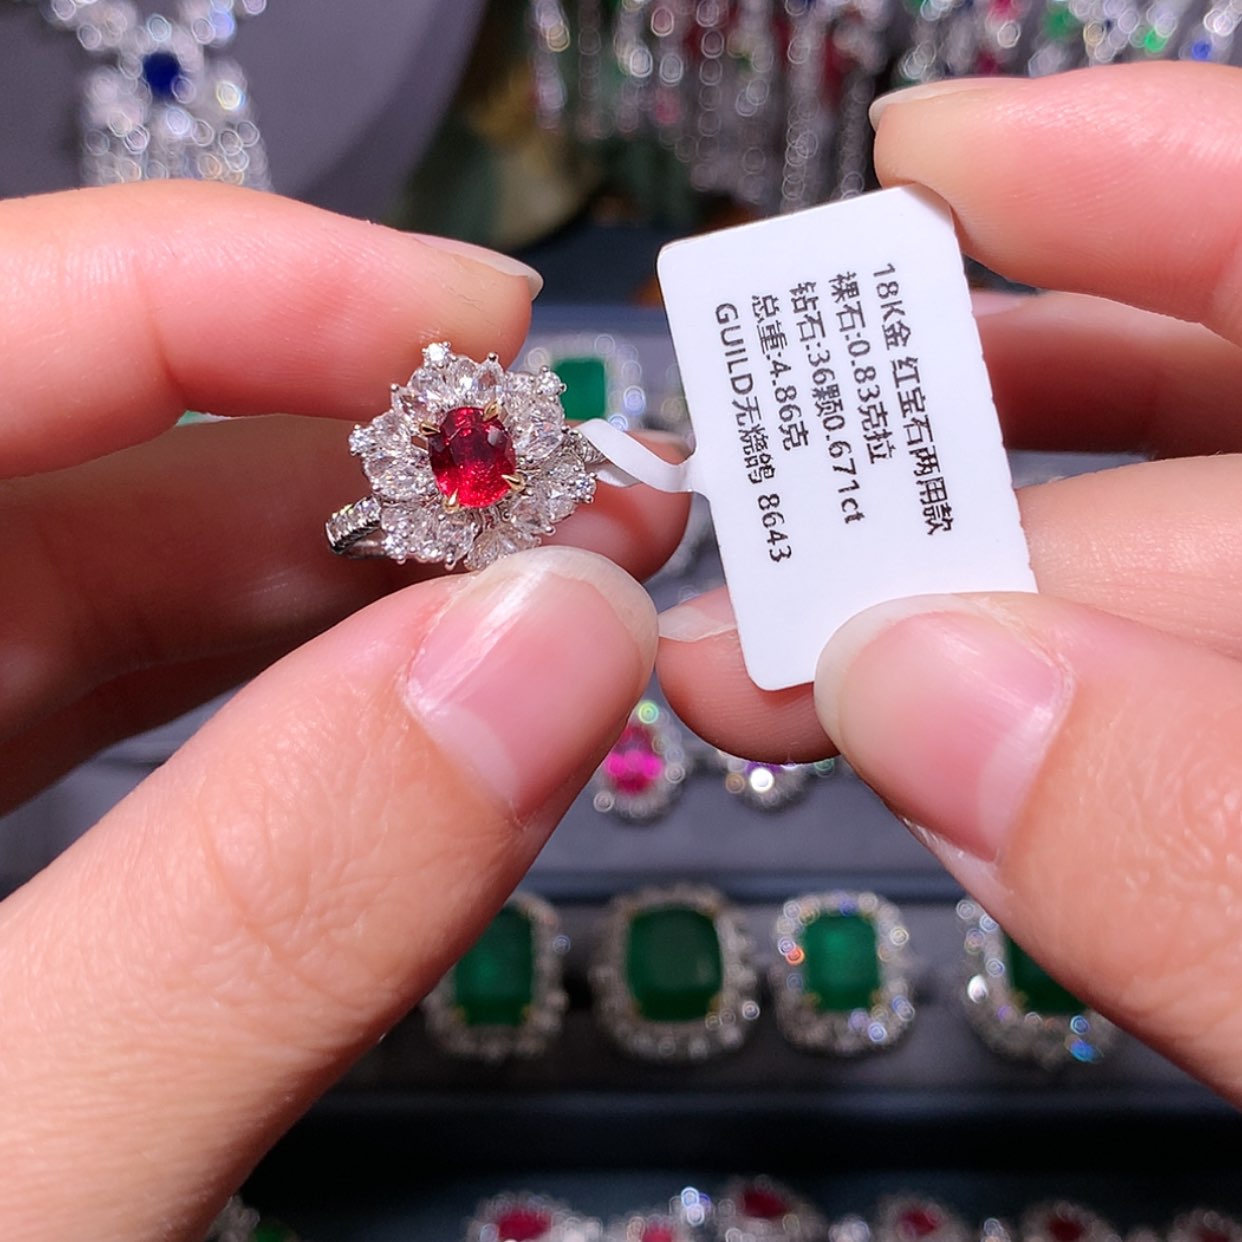 18K金 红宝石两用款
裸石:0.83克拉
钻石:36颗0.671ct
总重:4.86克
GUILD无烧鸽 8643